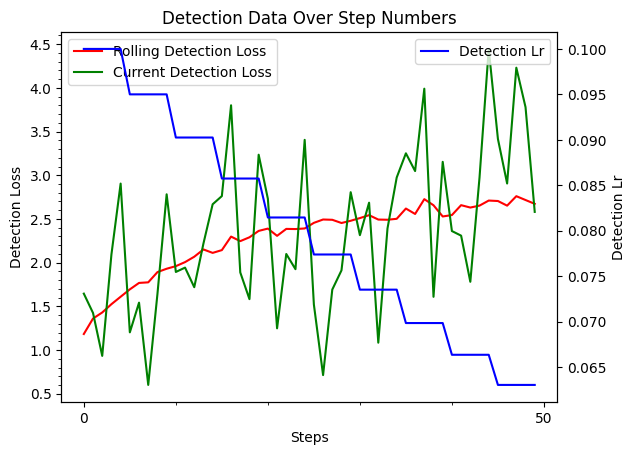 Detection Data Over Step Numbers
Rolling Detection Loss
Current Detection Loss
Detection Lr
4.5
4.0
3.5
3.0
2.5
2.0
1.5
1.0
0.5
Detection Loss
0.100
0.095
0.090
0.085
0.080
0.075
0.070
0.065
Detection Lr
0
50
Steps